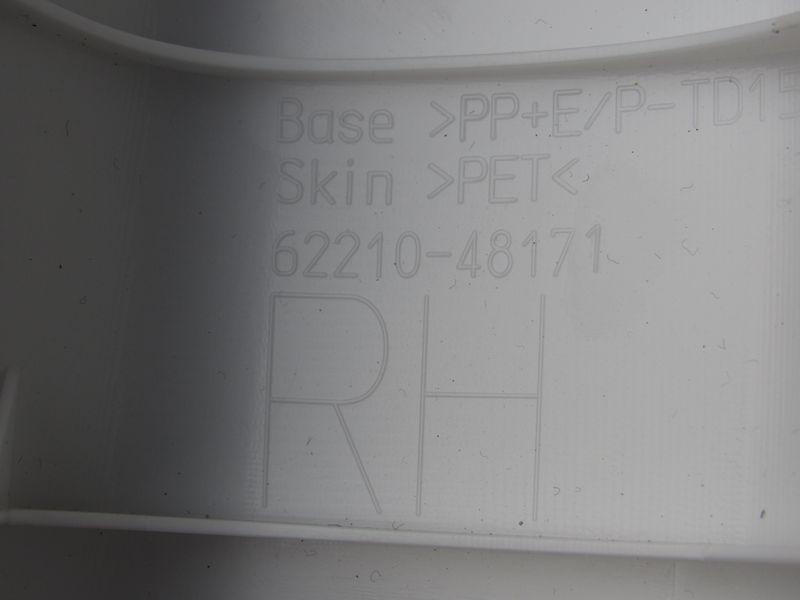 Base >PP+E/P-TD15
Skin >PET<
62210-48171
RH